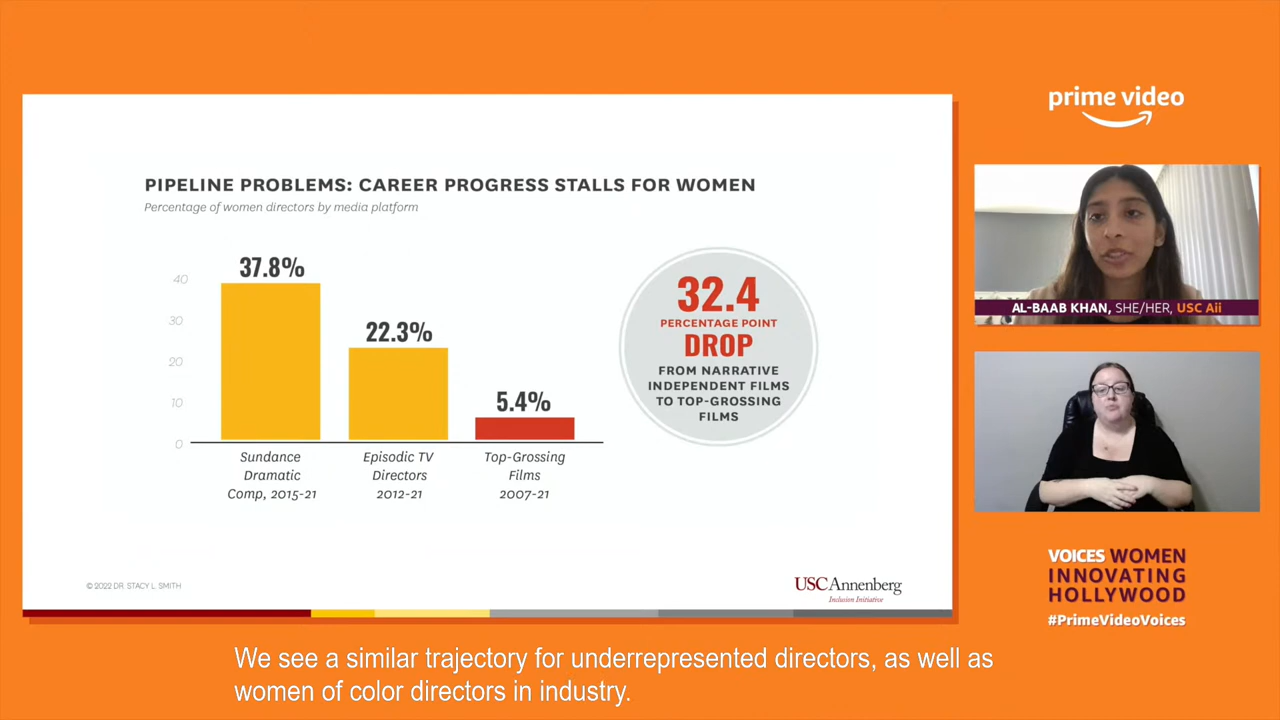 PIPELINE PROBLEMS: CAREER PROGRESS STALLS FOR WOMEN
Percentage of women directors by media platform
40
30
20
10
0
37.8%
22.3%
5.4%
Sundance
Dramatic
Comp, 2015-21
Episodic TV
Directors
2012-21
Top-Grossing
Films
2007-21
32.4
PERCENTAGE POINT
DROP
FROM NARRATIVE
INDEPENDENT FILMS
TO TOP-GROSSING
FILMS
© 2022 DR. STACY L. SMITH
USCAnnenberg
Inclusion Initiative
prime video
AL-BAAB KHAN, SHE/HER, USC Aii
VOICES WOMEN
INNOVATING
HOLLYWOOD
#PrimeVideoVoices
We see a similar trajectory for underrepresented directors, as well as
women of color directors in industry.